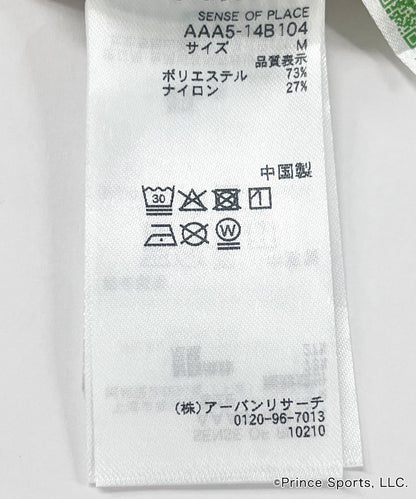 SENSE OF PLACE
AAA5-14B104
サイズ M
品質表示
ポリエステル 73%
ナイロン 27%
中国製
30
1
W
(株)アーバンリサーチ
0120-96-7013
10210
©Prince Sports, LLC.